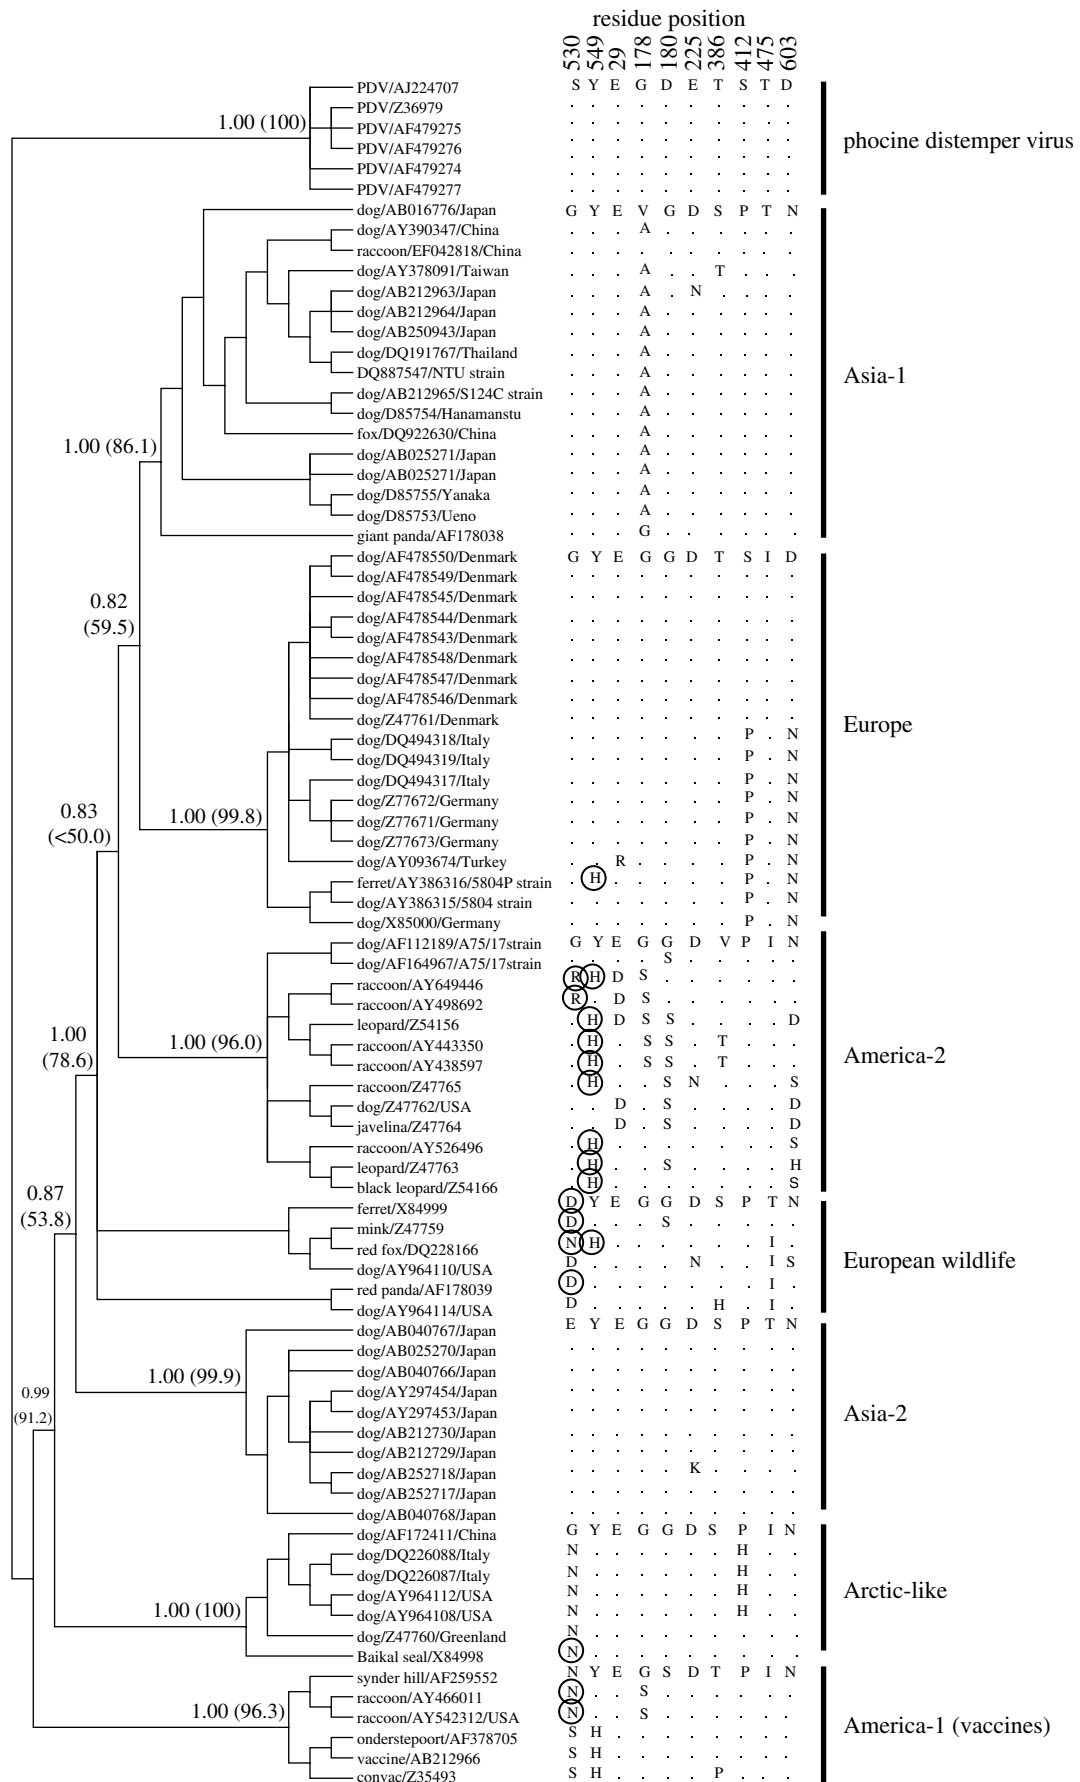 residue position
530 549 29 178 180 225 386 412 475 603
PDV/AJ224707 S Y E G D E T S T D
PDV/Z36979 . . . . . . . . . .
1.00 (100)
PDV/AF479275 . . . . . . . . . .
phocine distemper virus
PDV/AF479276 . . . . . . . . . .
PDV/AF479274 . . . . . . . . . .
PDV/AF479277 . . . . . . . . . .
dog/AB016776/Japan G Y E V G D S P T N
dog/AY390347/China . . . A . . . . . .
raccoon/EF042818/China . . . . . . . . . .
dog/AY378091/Taiwan . . . A . . T . . .
dog/AB212963/Japan . . . A . N . . . .
dog/AB212964/Japan . . . A . . . . . .
dog/AB250943/Japan . . . A . . . . . .
dog/DQ191767/Thailand . . . A . . . . . .
DQ887547/NTU strain . . . A . . . . . .
Asia-1
dog/AB212965/S124C strain . . . A . . . . . .
dog/D85754/Hanamanstu . . . A . . . . . .
fox/DQ922630/China . . . A . . . . . .
1.00 (86.1)
dog/AB025271/Japan . . . A . . . . . .
dog/AB025271/Japan . . . A . . . . . .
dog/D85755/Yanaka . . . A . . . . . .
dog/D85753/Ueno . . . A . . . . . .
giant panda/AF178038 . . . G . . . . . .
dog/AF478550/Denmark G Y E G G D T S I D
dog/AF478549/Denmark . . . . . . . . . .
dog/AF478545/Denmark . . . . . . . . . .
0.82
(59.5)
dog/AF478544/Denmark . . . . . . . . . .
dog/AF478543/Denmark . . . . . . . . . .
dog/AF478548/Denmark . . . . . . . . . .
dog/AF478547/Denmark . . . . . . . . . .
dog/AF478546/Denmark . . . . . . . . . .
dog/Z47761/Denmark . . . . . . . . . .
Europe
dog/DQ494318/Italy . . . . . . . P . N
dog/DQ494319/Italy . . . . . . . P . N
dog/DQ494317/Italy . . . . . . . P . N
dog/Z77672/Germany . . . . . . . P . N
0.83
(<50.0)
1.00 (99.8)
dog/Z77671/Germany . . . . . . . P . N
dog/Z77673/Germany . . . . . . . P . N
dog/AY093674/Turkey . . R . . . . P . N
ferret/AY386316/5804P strain . H . . . . . P . N
dog/AY386315/5804 strain . . . . . . . P . N
dog/X85000/Germany . . . . . . . P . N
dog/AF112189/A75/17strain G Y E G G D V P I N
dog/AF164967/A75/17strain . . . . S . . . . .
raccoon/AY649446 R H D S . . . . . .
raccoon/AY498692 R . D S . . . . . .
leopard/Z54156 . H D S S . . . . D
1.00
(78.6)
1.00 (96.0)
raccoon/AY443350 . H . S S . T . . .
America-2
raccoon/AY438597 . H . S S . T . . .
raccoon/Z47765 . H . . S N . . . S
dog/Z47762/USA . . D . S . . . . D
javelina/Z47764 . . D . S . . . . D
raccoon/AY526496 . H . . . . . . . S
leopard/Z47763 . H . . S . . . . H
black leopard/Z54166 . H . . . . . . . S
0.87
(53.8)
ferret/X84999 D Y E G G D S P T N
mink/Z47759 D . . . S . . . . .
red fox/DQ228166 N H . . . . . . I .
European wildlife
dog/AY964110/USA D . . . . N . . I S
red panda/AF178039 D . . . . . . . I .
dog/AY964114/USA D . . . . . H . I .
dog/AB040767/Japan E Y E G G D S P T N
dog/AB025270/Japan . . . . . . . . . .
1.00 (99.9)
dog/AB040766/Japan . . . . . . . . . .
0.99
(91.2)
dog/AY297454/Japan . . . . . . . . . .
dog/AY297453/Japan . . . . . . . . . .
Asia-2
dog/AB212730/Japan . . . . . . . . . .
dog/AB212729/Japan . . . . . . . . . .
dog/AB252718/Japan . . . . . K . . . .
dog/AB252717/Japan . . . . . . . . . .
dog/AB040768/Japan . . . . . . . . . .
dog/AF172411/China G Y E G G D S P I N
dog/DQ226088/Italy N . . . . . . H . .
dog/DQ226087/Italy N . . . . . . H . .
Arctic-like
dog/AY964112/USA N . . . . . . H . .
1.00 (100)
dog/AY964108/USA N . . . . . . H . .
dog/Z47760/Greenland N . . . . . . . . .
Baikal seal/X84998 N . . . . . . . . .
synder hill/AF259552 N Y E G S D T P I N
raccoon/AY466011 N . . S . . . . . .
1.00 (96.3)
raccoon/AY542312/USA N . . S . . . . . .
America-1 (vaccines)
onderstepoort/AF378705 S H . . . . . . . .
vaccine/AB212966 S H . . . . . . . .
convac/Z35493 S H . . . . P . . .